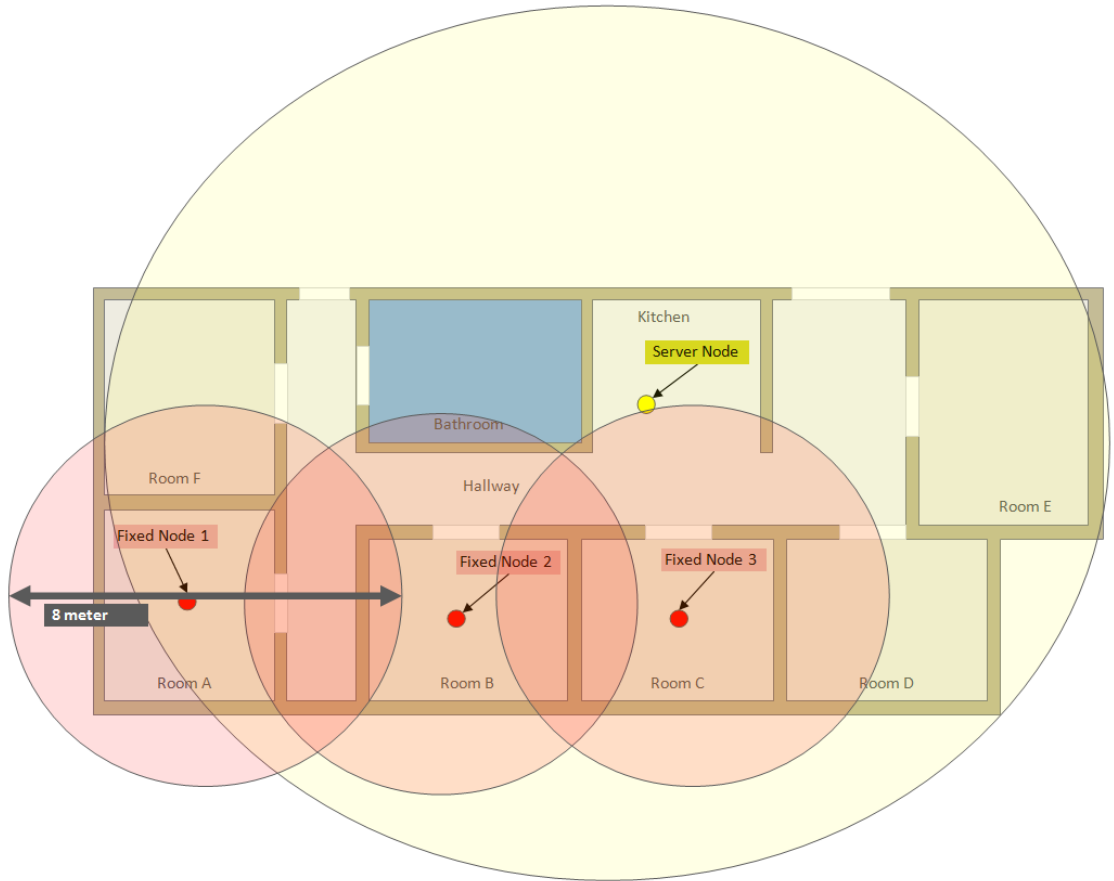 Kitchen
Server Node
Bathroom
Room F
Hallway
Room E
Fixed Node 1
Fixed Node 2
Fixed Node 3
8 meter
Room A
Room B
Room C
Room D